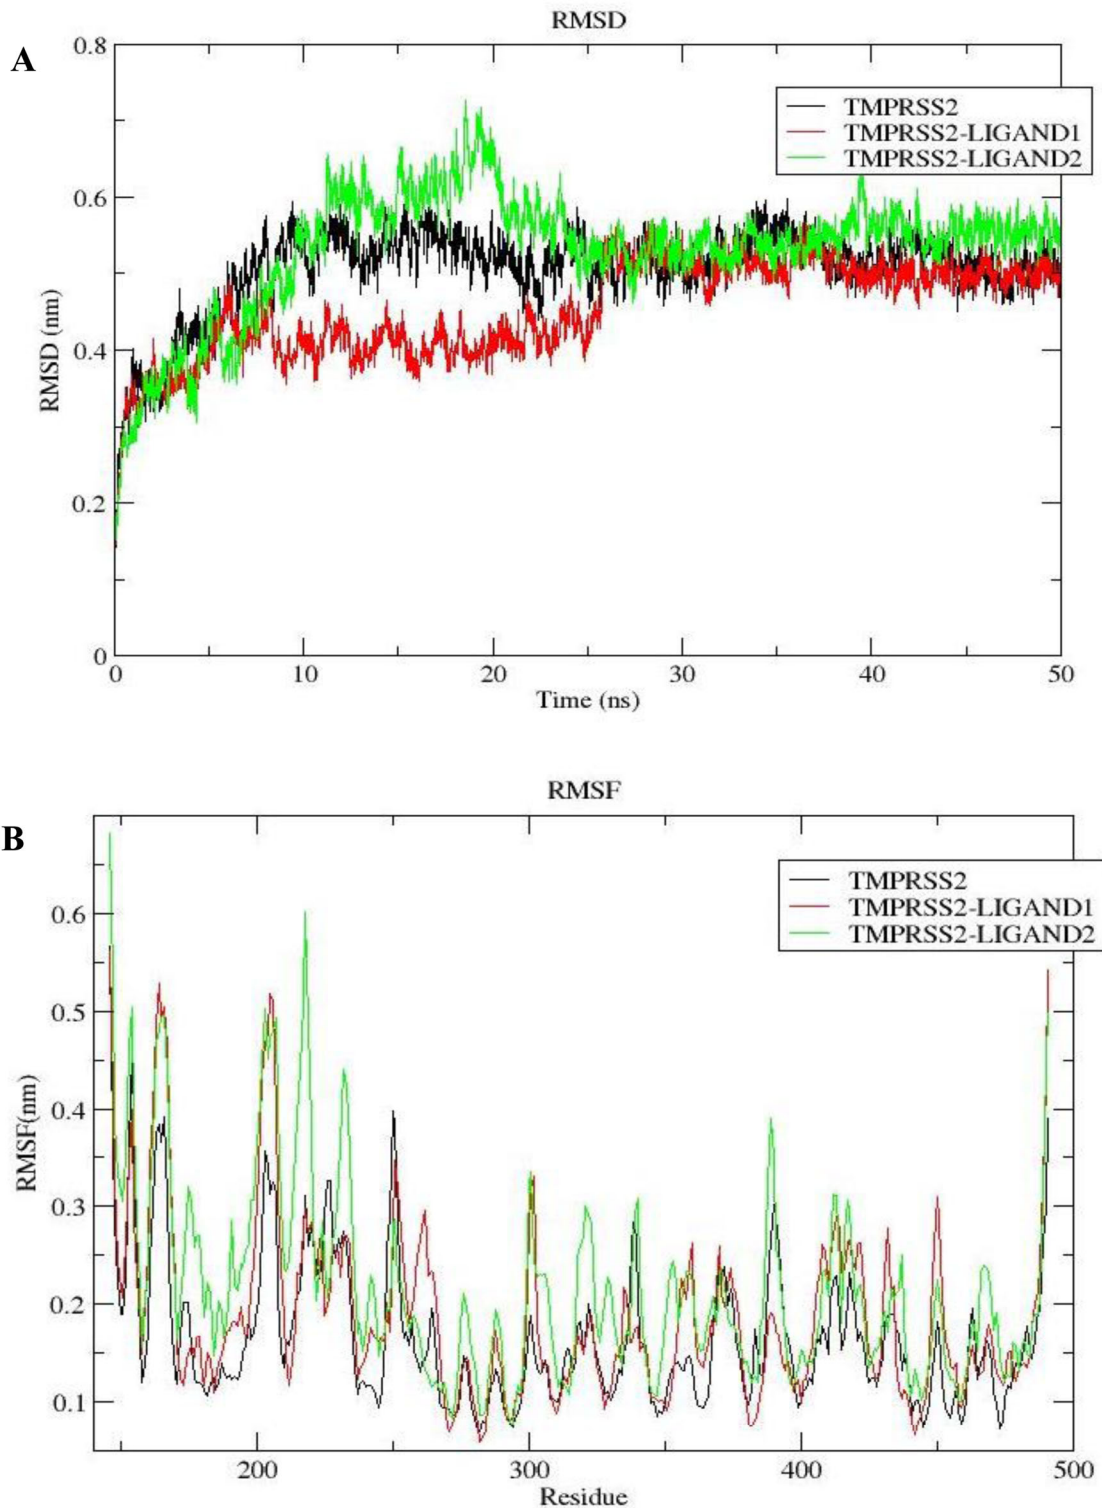 A
RMSD
0.8
0.6
0.4
0.2
0
RMSD (nm)
TMPRSS2
TMPRSS2-LIGAND1
TMPRSS2-LIGAND2
0 10 20 30 40 50
Time (ns)
B
RMSF
0.6
0.5
0.4
0.3
0.2
0.1
RMSF(nm)
TMPRSS2
TMPRSS2-LIGAND1
TMPRSS2-LIGAND2
200 300 400 500
Residue